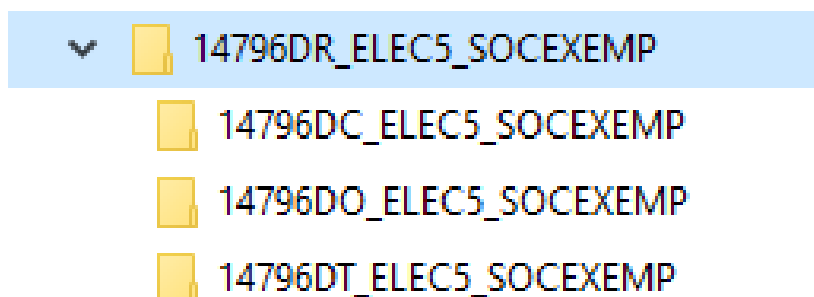 14796DR_ELEC5_SOCEXEMP
14796DC_ELEC5_SOCEXEMP
14796DO_ELEC5_SOCEXEMP
14796DT_ELEC5_SOCEXEMP